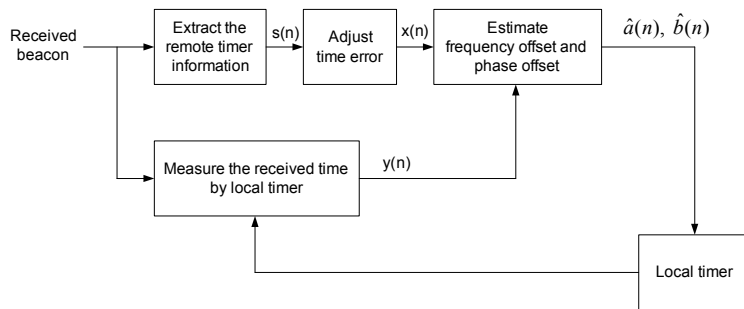 Received
beacon
Extract the
remote timer
information
s(n)
Adjust
time error
x(n)
Estimate
frequency offset and
phase offset
â(n), b̂(n)
Measure the received time
by local timer
y(n)
Local timer